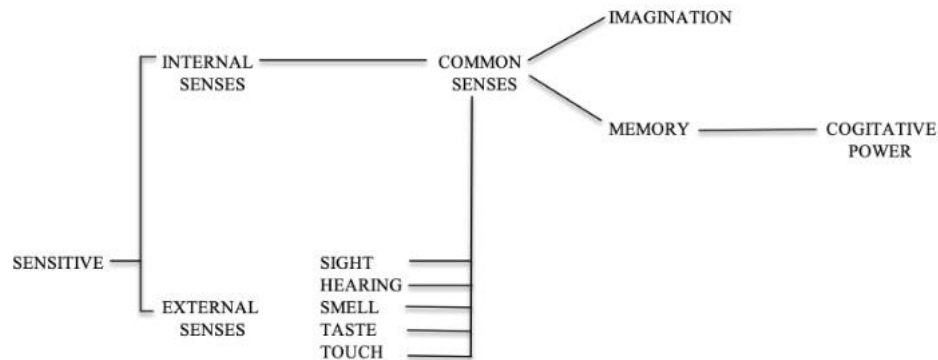 IMAGINATION
INTERNAL
SENSES
COMMON
SENSES
MEMORY
COGITATIVE
POWER
SENSITIVE
SIGHT
HEARING
EXTERNAL
SENSES
SMELL
TASTE
TOUCH